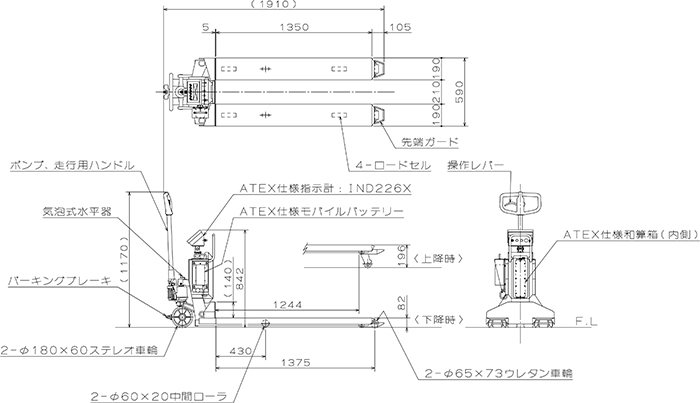 (1910)
5
1350
105
190
210
190
590
先端ガード
4-ロードセル
ポンプ、走行用ハンドル
操作レバー
ATEX仕様指示計：IND226X
気泡式水平器
ATEX仕様モバイルバッテリー
ATEX仕様和算箱(内側)
(1170)
(140)
842
196
〈上昇時〉
パーキングブレーキ
1244
82
〈下降時〉
F.L
430
2-φ180×60ステレオ車輪
1375
2-φ65×73ウレタン車輪
2-φ60×20中間ローラ